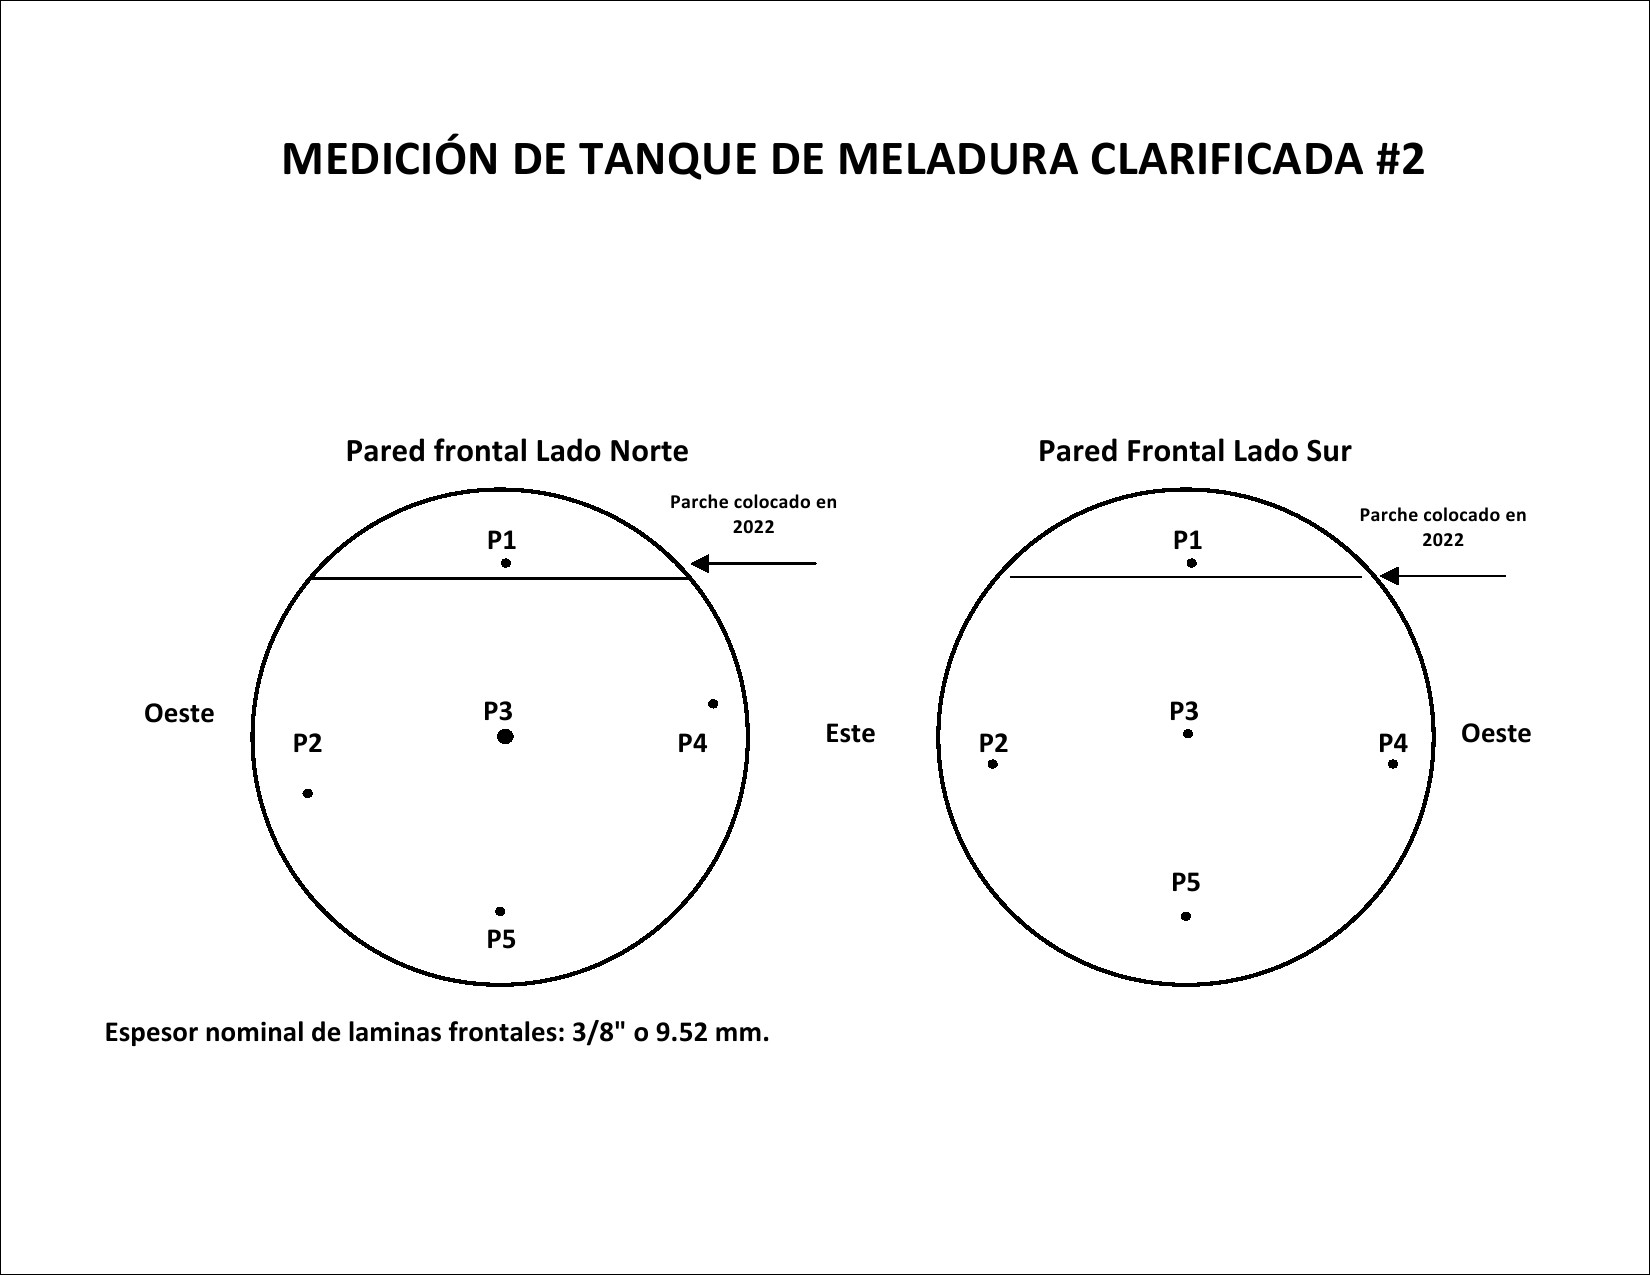 MEDICIÓN DE TANQUE DE MELADURA CLARIFICADA #2
Pared frontal Lado Norte
Parche colocado en
2022
P1
Oeste
P2
P3
P4
P5
Este
Pared Frontal Lado Sur
Parche colocado en
2022
P1
P2
P3
P4
Oeste
P5
Espesor nominal de laminas frontales: 3/8" o 9.52 mm.